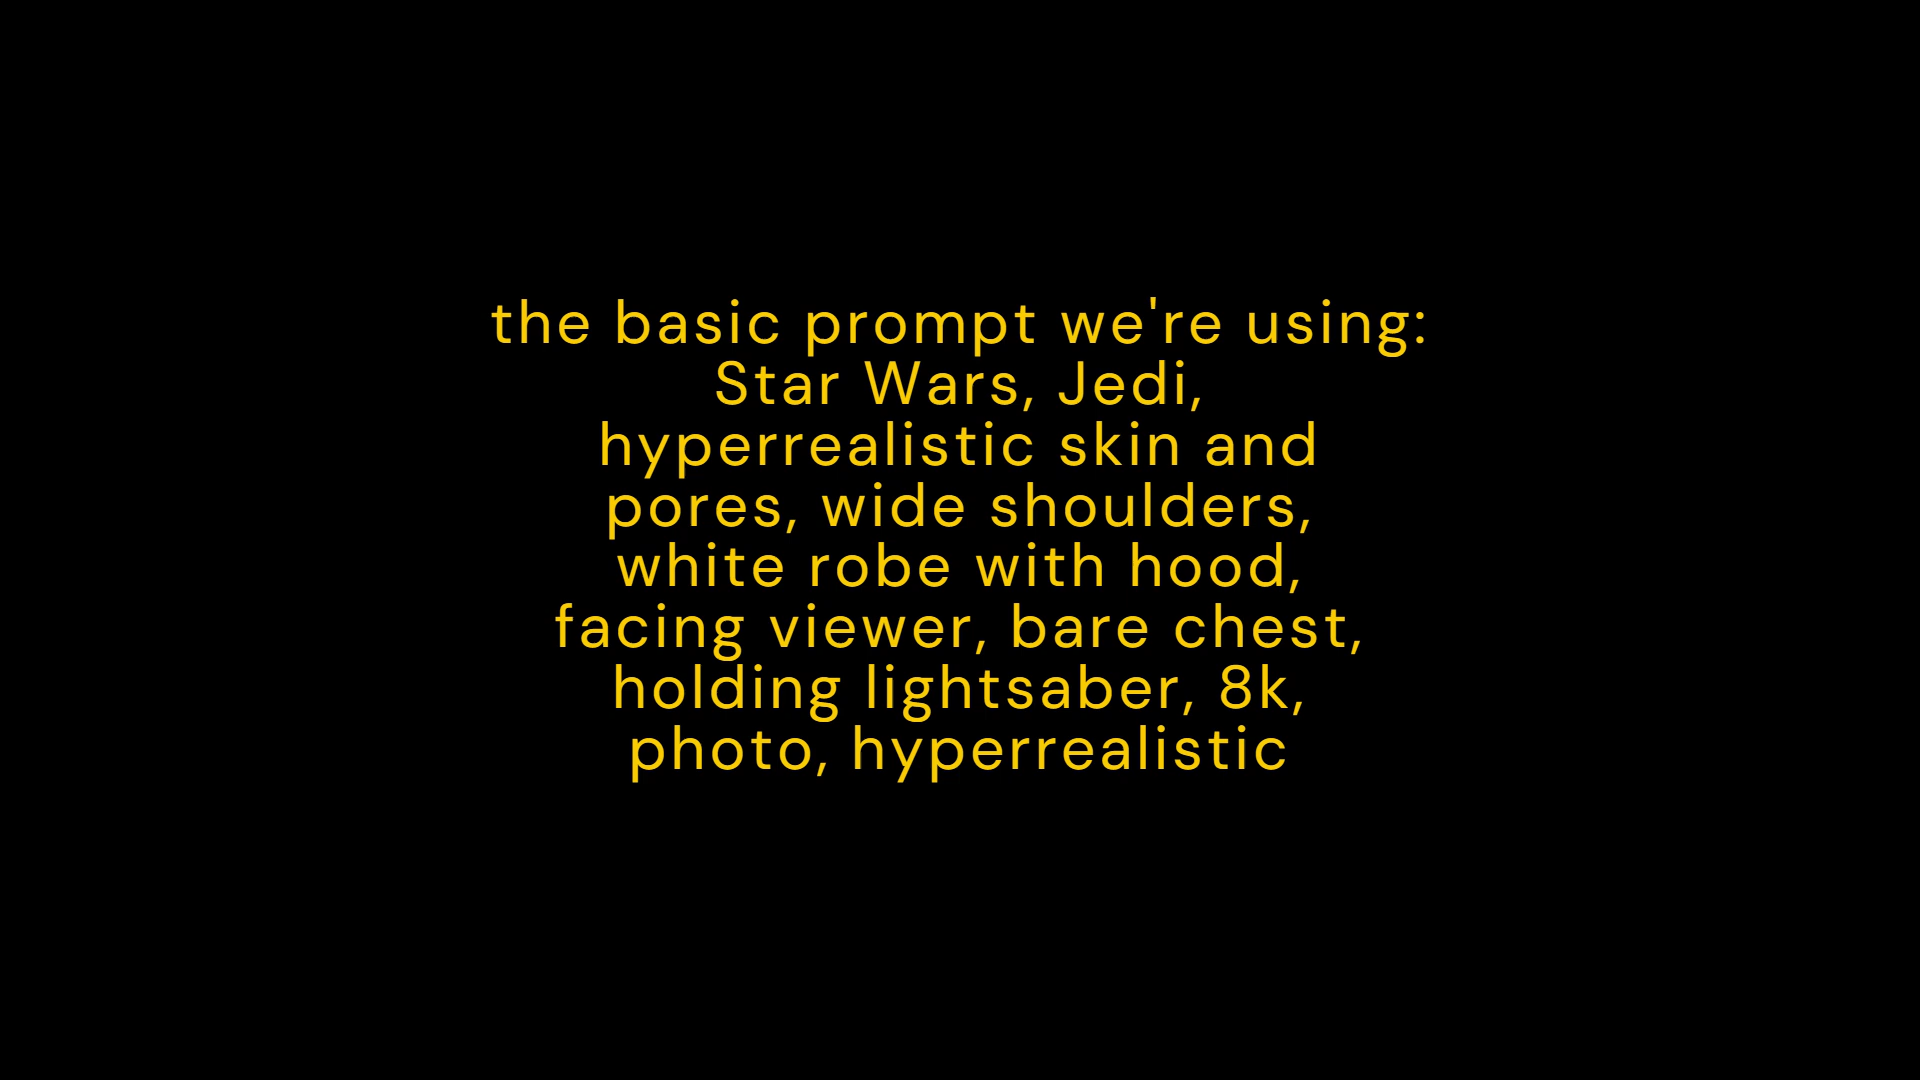 the basic prompt we're using:
Star Wars, Jedi,
hyperrealistic skin and
pores, wide shoulders,
white robe with hood,
facing viewer, bare chest,
holding lightsaber, 8k,
photo, hyperrealistic